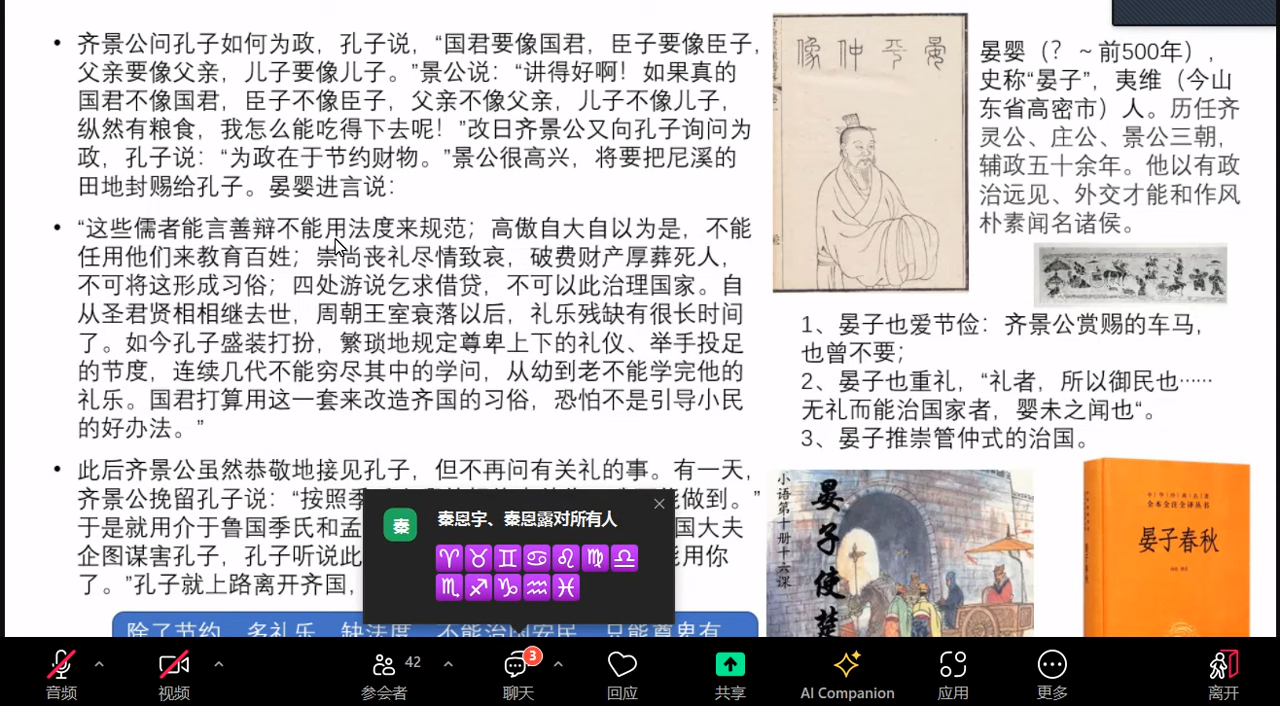 齐景公问孔子如何为政，孔子说，“国君要像国君，臣子要像臣子，
父亲要像父亲，儿子要像儿子。”景公说：“讲得好啊！如果真的
国君不像国君，臣子不像臣子，父亲不像父亲，儿子不像儿子，
纵然有粮食，我怎么能吃得下去呢！”改日齐景公又向孔子询问为
政，孔子说：“为政在于节约财物。”景公很高兴，将要把尼溪的
田地封赐给孔子。晏婴进言说：
“这些儒者能言善辩不能用法度来规范；高傲自大自以为是，不能
任用他们来教育百姓；崇尚丧礼尽情致哀，破费财产厚葬死人，
不可将这形成习俗；四处游说乞求借贷，不可以此治理国家。自
从圣君贤相相继去世，周朝王室衰落以后，礼乐残缺有很长时间
了。如今孔子盛装打扮，繁琐地规定尊卑上下的礼仪、举手投足
的节度，连续几代不能穷尽其中的学问，从幼到老不能学完他的
礼乐。国君打算用这一套来改造齐国的习俗，恐怕不是引导小民
的好办法。”
此后齐景公虽然恭敬地接见孔子，但不再问有关礼的事。有一天，
齐景公挽留孔子说：“按照季
能做到。”
于是就用介于鲁国季氏和孟
国大夫
企图谋害孔子，孔子听说此
能用你
了。”孔子就上路离开齐国，
除了节约、多礼乐、缺法度、不能治国安民，只能尊卑有
像仲平晏
晏婴（？～前500年），
史称“晏子”，夷维（今山
东省高密市）人。历任齐
灵公、庄公、景公三朝，
辅政五十余年。他以有政
治远见、外交才能和作风
朴素闻名诸侯。
1、晏子也爱节俭：齐景公赏赐的车马，
也曾不要；
2、晏子也重礼，“礼者，所以御民也……
无礼而能治国家者，婴未之闻也“。
3、晏子推崇管仲式的治国。
小语第十册十六课
晏子使楚
全本全注全译丛书
晏子春秋
秦
秦恩宇、秦恩露对所有人
♈♉♊♋♌♍♎
♏♐♑♒♓
音频
视频
42
参会者
3
聊天
回应
共享
AI Companion
应用
更多
离开